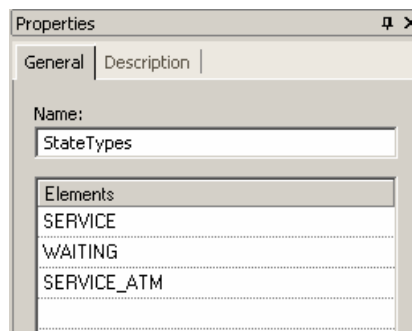 Properties
General Description
Name:
StateTypes
Elements
SERVICE
WAITING
SERVICE_ATM